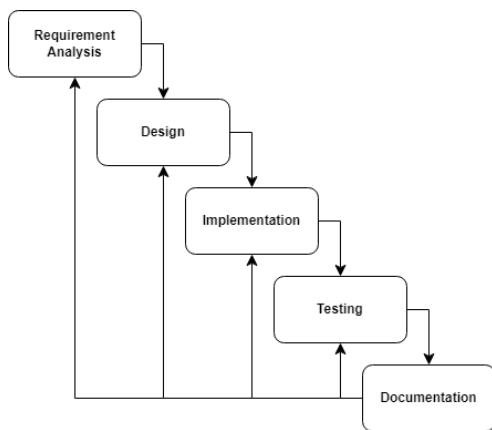 Requirement
Analysis
Design
Implementation
Testing
Documentation